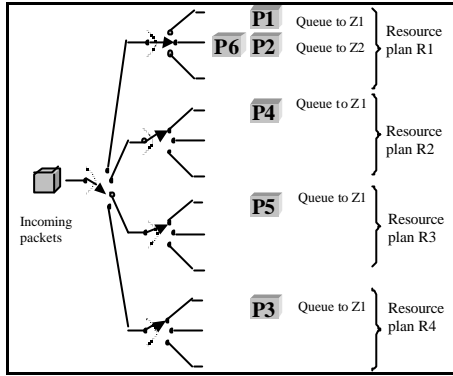 P1 Queue to Z1
P6 P2 Queue to Z2
Resource
plan R1
P4 Queue to Z1
Resource
plan R2
Incoming
packets
P5 Queue to Z1
Resource
plan R3
P3 Queue to Z1
Resource
plan R4